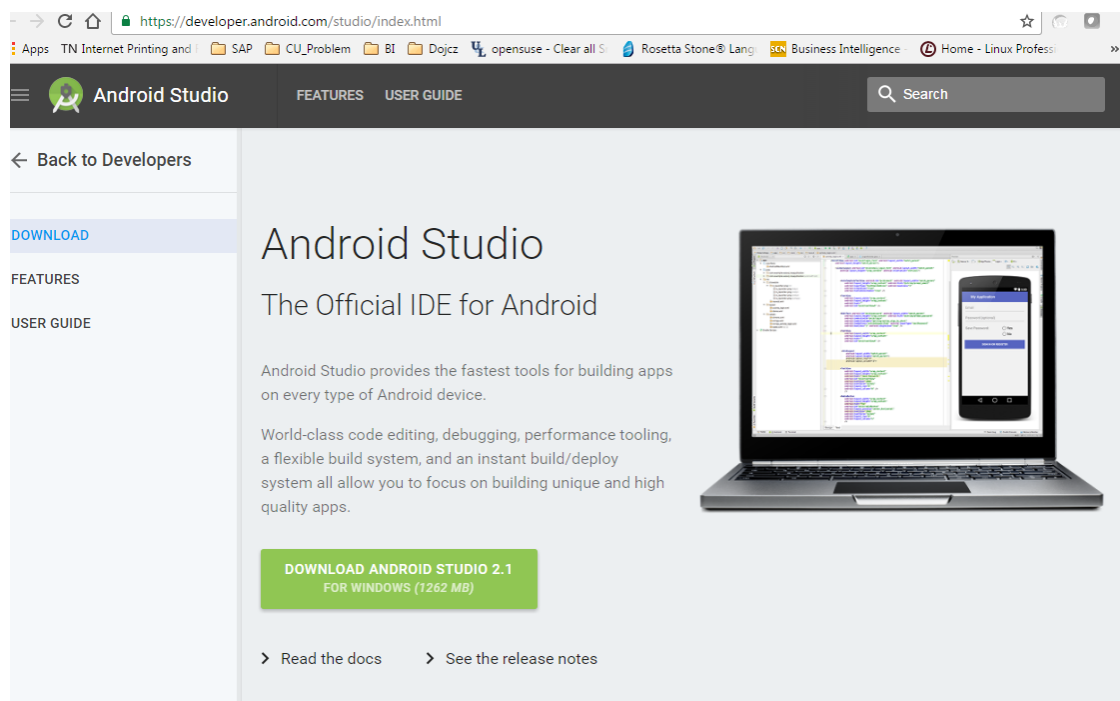 https://developer.android.com/studio/index.html
Apps TN Internet Printing and SAP CU_Problem BI Dojcz opensuse - Clear all S Rosetta Stone® Lang Business Intelligence - Home - Linux Profess »
Android Studio FEATURES USER GUIDE Search
Back to Developers
DOWNLOAD
FEATURES
USER GUIDE
Android Studio
The Official IDE for Android
Android Studio provides the fastest tools for building apps
on every type of Android device.
World-class code editing, debugging, performance tooling,
a flexible build system, and an instant build/deploy
system all allow you to focus on building unique and high
quality apps.
DOWNLOAD ANDROID STUDIO 2.1
FOR WINDOWS (1262 MB)
Read the docs See the release notes
My Application